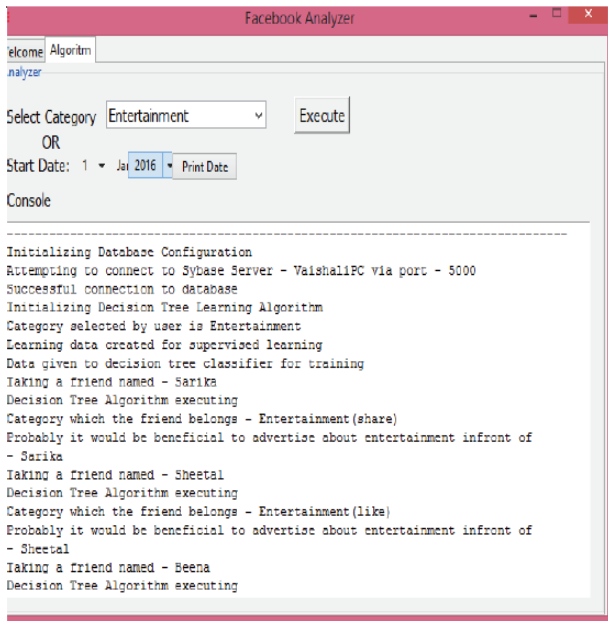 Facebook Analyzer
elcome Algoritm
nalyzer
Select Category Entertainment Execute
OR
Start Date: 1 Ja 2016 Print Date
Console
--------------------------------------------------------------------------------
Initializing Database Configuration
Attempting to connect to Sybase Server - VaishaliPC via port - 5000
Successful connection to database
Initializing Decision Tree Learning Algorithm
Category selected by user is Entertainment
Learning data created for supervised learning
Data given to decision tree classifier for training
Taking a friend named - Sarika
Decision Tree Algorithm executing
Category which the friend belongs - Entertainment(share)
Probably it would be beneficial to advertise about entertainment infront of
- Sarika
Taking a friend named - Sheetal
Decision Tree Algorithm executing
Category which the friend belongs - Entertainment(like)
Probably it would be beneficial to advertise about entertainment infront of
- Sheetal
Taking a friend named - Beena
Decision Tree Algorithm executing